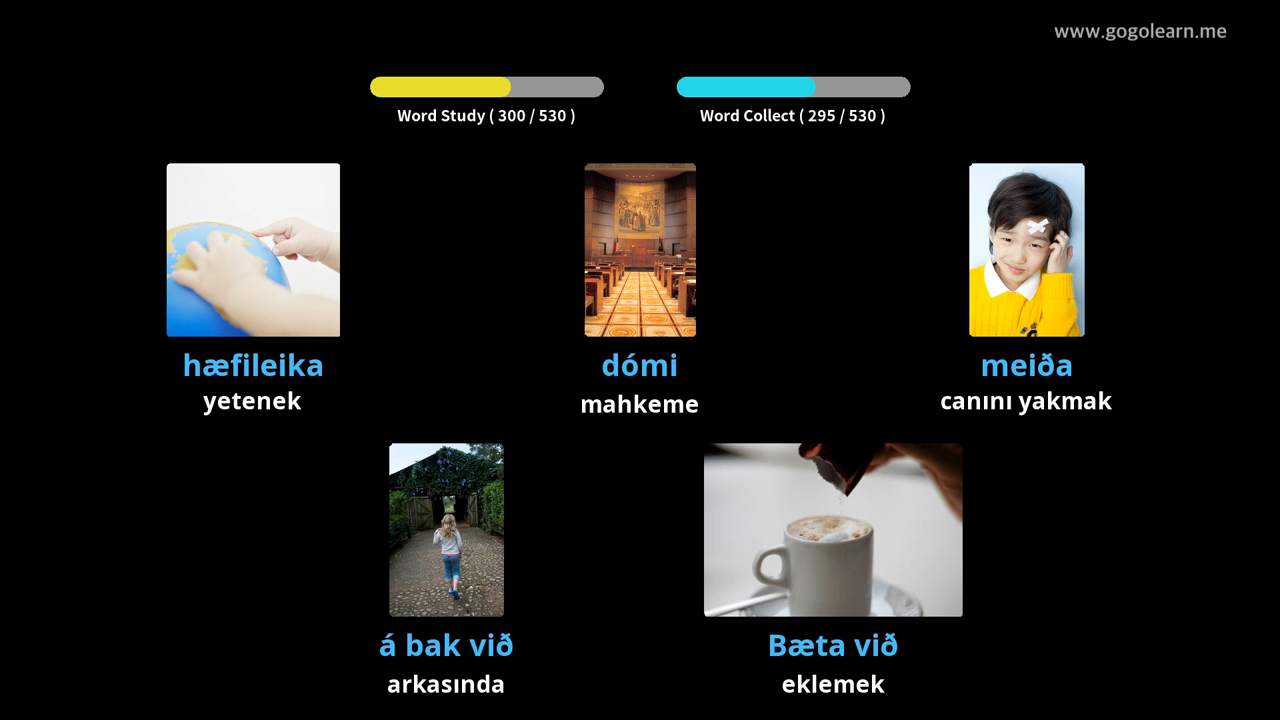 www.gogolearn.me
Word Study ( 300 / 530 )
Word Collect ( 295 / 530 )
hæfileika
yetenek
dómi
mahkeme
meiða
canını yakmak
á bak við
arkasında
Bæta við
eklemek